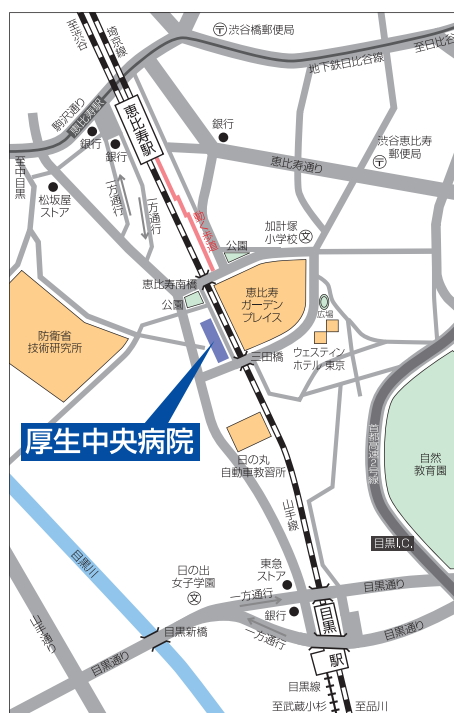 至渋谷
埼京線
渋谷橋郵便局
地下鉄日比谷線
至日比谷
駒沢通り
恵比寿駅
恵比寿駅
銀行
銀行
銀行
恵比寿通り
渋谷恵比寿
郵便局
至中目黒
松坂屋
ストア
一方通行
一方通行
動く歩道
加計塚
小学校
公園
恵比寿南橋
公園
恵比寿
ガーデン
プレイス
広場
ウェスティン
ホテル 東京
防衛省
技術研究所
三田橋
厚生中央病院
日の丸
自動車教習所
首都高速2号線
自然
教育園
山手線
目黒I.C.
目黒川
日の出
女子学園
東急
ストア
一方通行
目黒通り
銀行
目黒
駅
一方通行
目黒新橋
山手通り
目黒通り
目黒通り
目黒線
至武蔵小杉
至品川